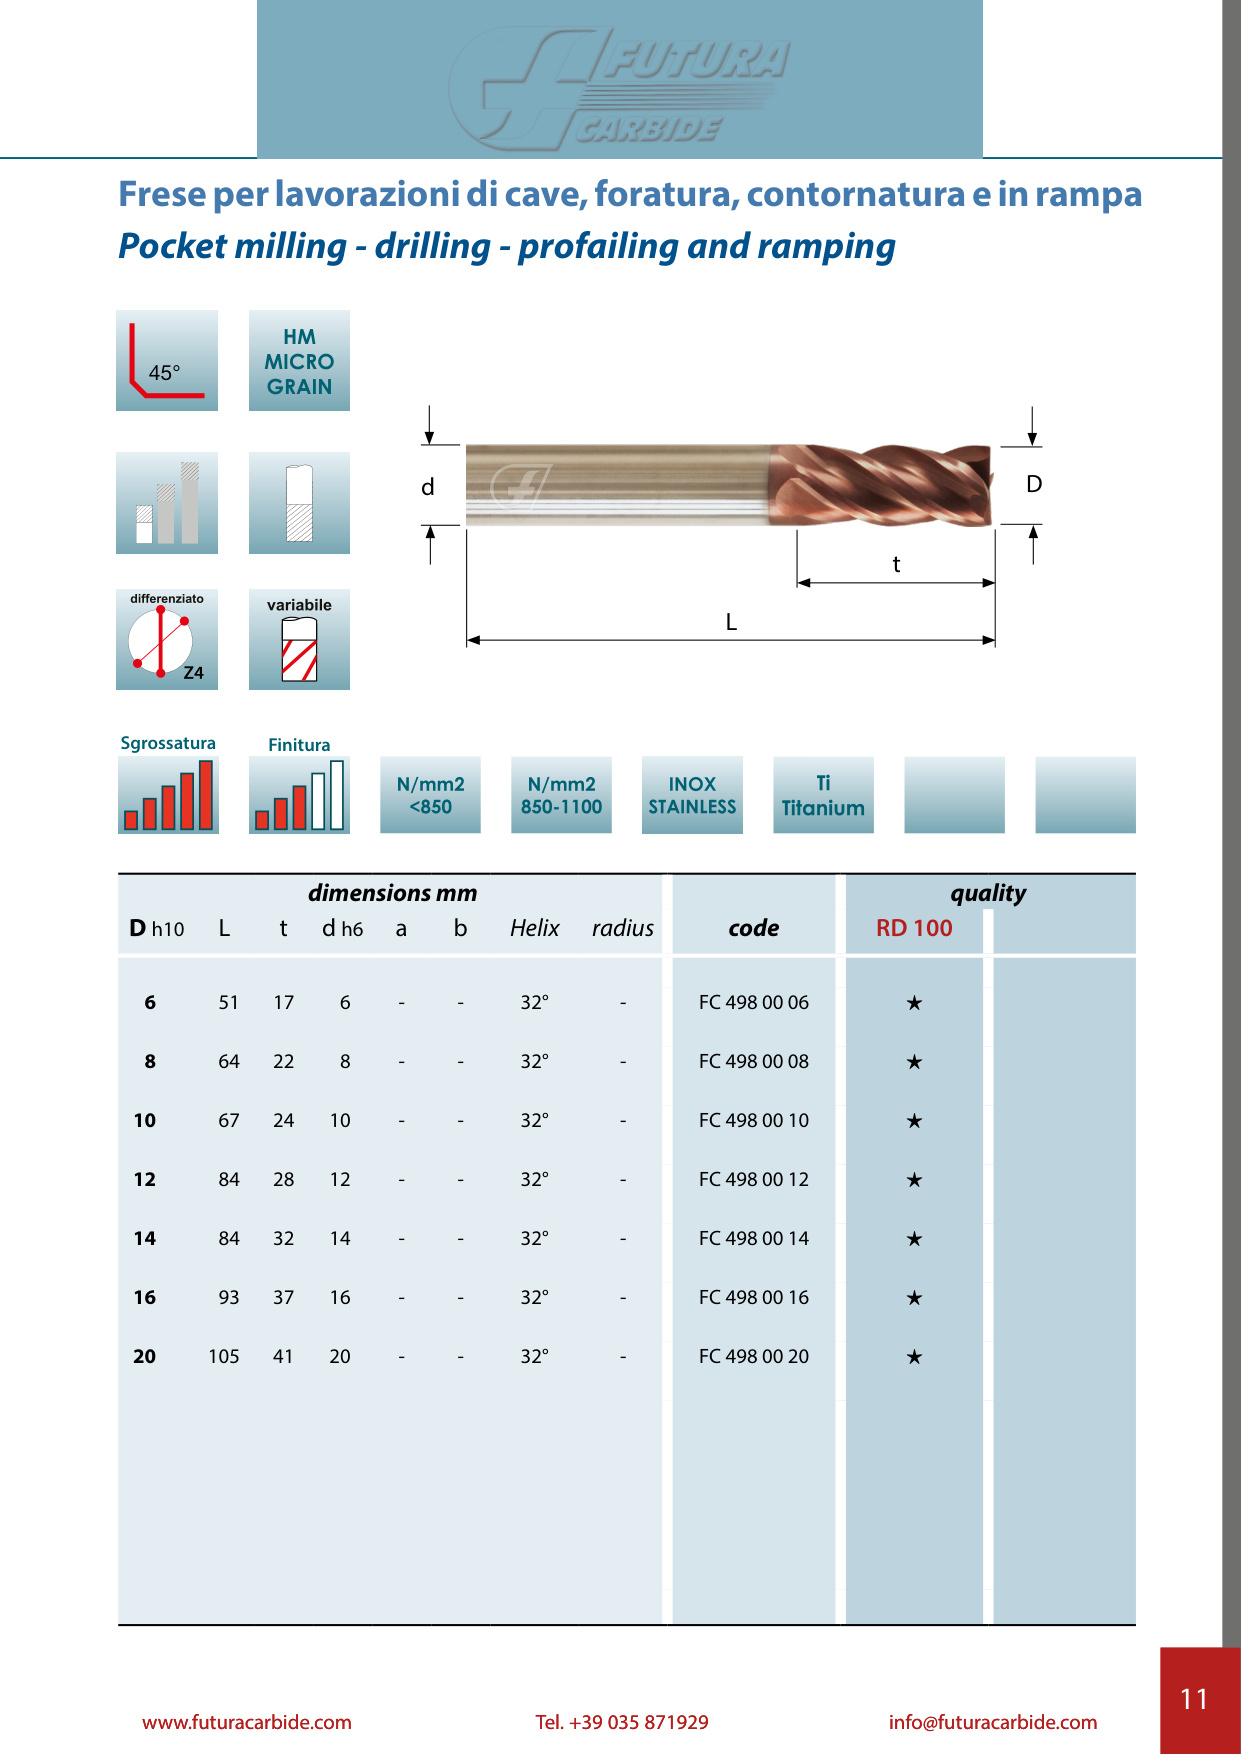 FUTURA
CARBIDE
Frese per lavorazioni di cave, foratura, contornatura e in rampa
Pocket milling - drilling - profailing and ramping
45°
HM
MICRO
GRAIN
d
D
t
L
differenziato
Z4
variabile
Sgrossatura
Finitura
N/mm2
<850
N/mm2
850-1100
INOX
STAINLESS
Ti
Titanium
dimensions mm
quality
D h10 L t d h6 a b Helix radius code RD 100
6 51 17 6 - - 32° - FC 498 00 06 ★
8 64 22 8 - - 32° - FC 498 00 08 ★
10 67 24 10 - - 32° - FC 498 00 10 ★
12 84 28 12 - - 32° - FC 498 00 12 ★
14 84 32 14 - - 32° - FC 498 00 14 ★
16 93 37 16 - - 32° - FC 498 00 16 ★
20 105 41 20 - - 32° - FC 498 00 20 ★
11
www.futuracarbide.com Tel. +39 035 871929 info@futuracarbide.com